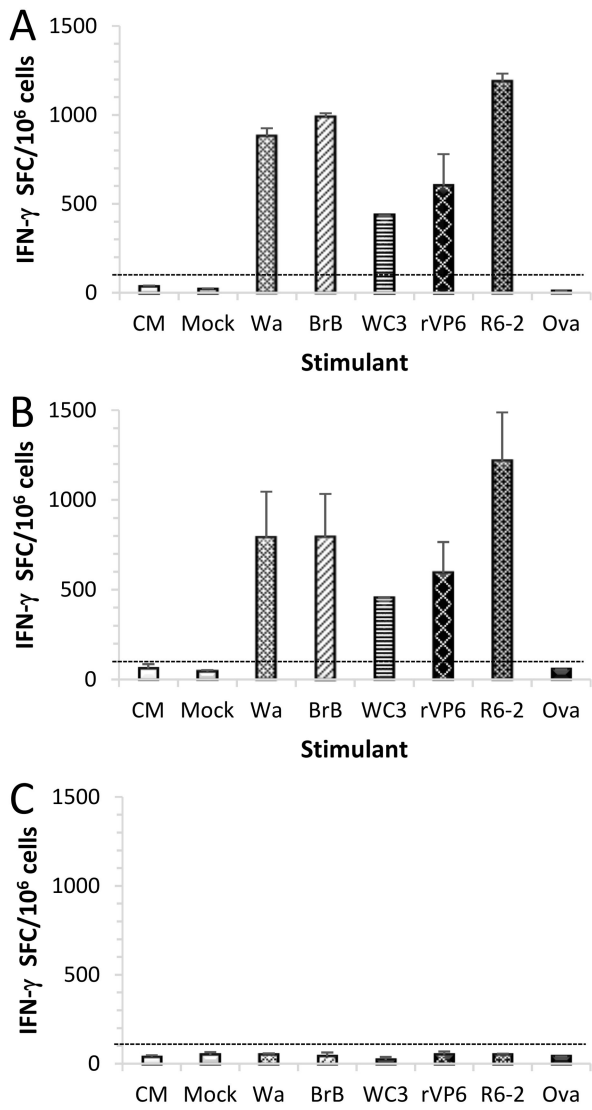 A
IFN-γ SFC/10⁶ cells
1500
1000
500
0
CM Mock Wa BrB WC3 rVP6 R6-2 Ova
Stimulant
B
IFN-γ SFC/10⁶ cells
1500
1000
500
0
CM Mock Wa BrB WC3 rVP6 R6-2 Ova
Stimulant
C
IFN-γ SFC/10⁶ cells
1500
1000
500
0
CM Mock Wa BrB WC3 rVP6 R6-2 Ova